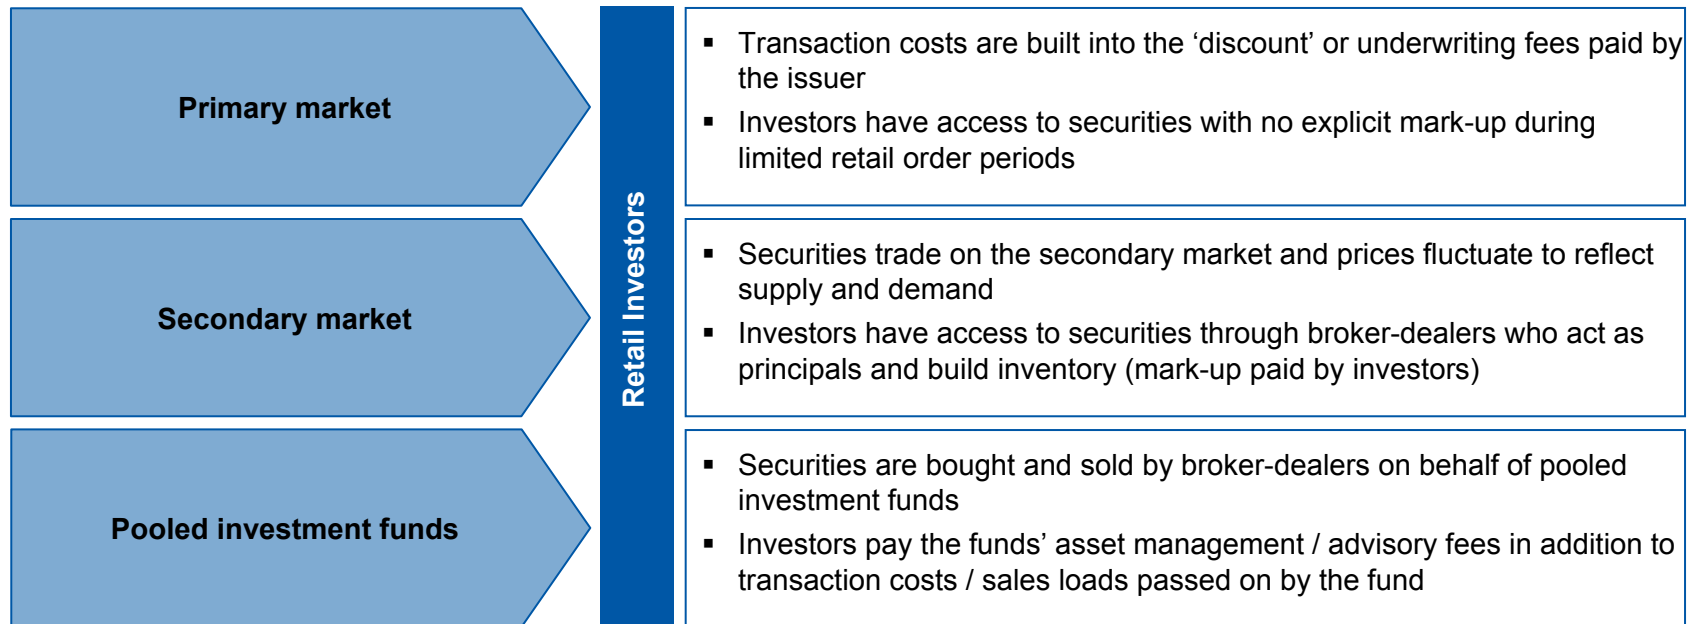 Primary market
▪ Transaction costs are built into the ‘discount’ or underwriting fees paid by
the issuer
▪ Investors have access to securities with no explicit mark-up during
limited retail order periods
Retail Investors
Secondary market
▪ Securities trade on the secondary market and prices fluctuate to reflect
supply and demand
▪ Investors have access to securities through broker-dealers who act as
principals and build inventory (mark-up paid by investors)
Pooled investment funds
▪ Securities are bought and sold by broker-dealers on behalf of pooled
investment funds
▪ Investors pay the funds’ asset management / advisory fees in addition to
transaction costs / sales loads passed on by the fund